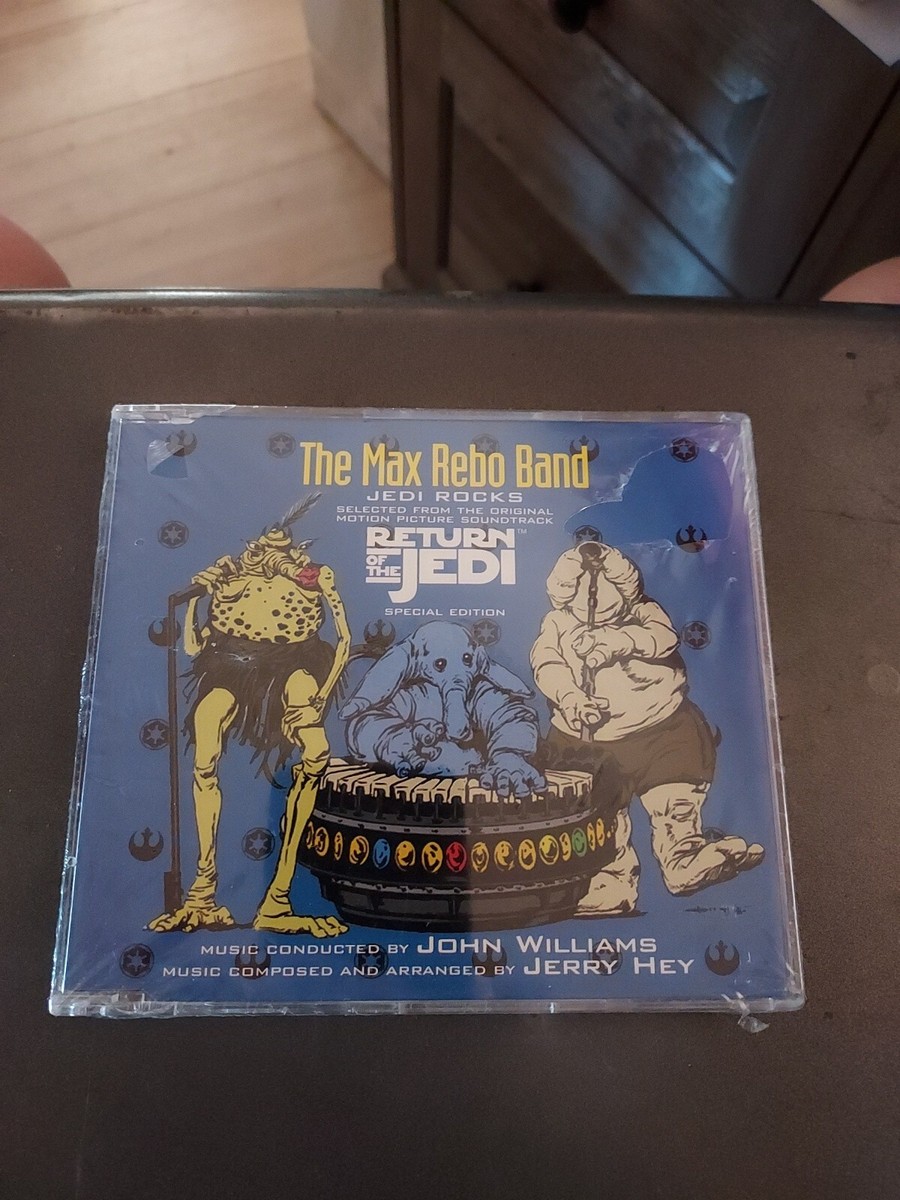 The Max Rebo Band
JEDI ROCKS
SELECTED FROM THE ORIGINAL
MOTION PICTURE SOUNDTRACK
RETURN™
OF THE JEDI
SPECIAL EDITION
MUSIC CONDUCTED BY JOHN WILLIAMS
MUSIC COMPOSED AND ARRANGED BY JERRY HEY